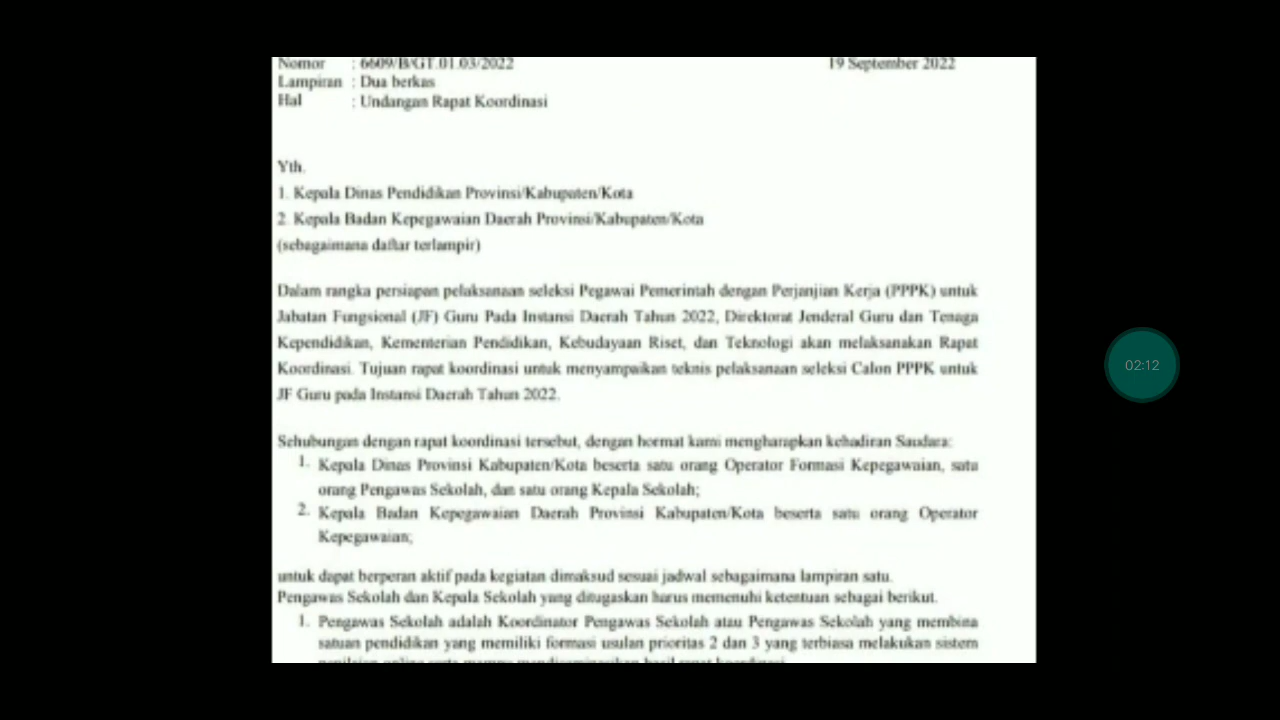 Nomor : 6609/B/GT.01.03/2022 19 September 2022
Lampiran : Dua berkas
Hal : Undangan Rapat Koordinasi
Yth.
1. Kepala Dinas Pendidikan Provinsi/Kabupaten/Kota
2. Kepala Badan Kepegawaian Daerah Provinsi/Kabupaten/Kota
(sebagaimana daftar terlampir)
Dalam rangka persiapan pelaksanaan seleksi Pegawai Pemerintah dengan Perjanjian Kerja (PPPK) untuk
Jabatan Fungsional (JF) Guru Pada Instansi Daerah Tahun 2022, Direktorat Jenderal Guru dan Tenaga
Kependidikan, Kementerian Pendidikan, Kebudayaan Riset, dan Teknologi akan melaksanakan Rapat
Koordinasi. Tujuan rapat koordinasi untuk menyampaikan teknis pelaksanaan seleksi Calon PPPK untuk
JF Guru pada Instansi Daerah Tahun 2022.
Sehubungan dengan rapat koordinasi tersebut, dengan hormat kami mengharapkan kehadiran Saudara:
1. Kepala Dinas Provinsi Kabupaten/Kota beserta satu orang Operator Formasi Kepegawaian, satu
orang Pengawas Sekolah, dan satu orang Kepala Sekolah;
2. Kepala Badan Kepegawaian Daerah Provinsi Kabupaten/Kota beserta satu orang Operator
Kepegawaian;
untuk dapat berperan aktif pada kegiatan dimaksud sesuai jadwal sebagaimana lampiran satu.
Pengawas Sekolah dan Kepala Sekolah yang ditugaskan harus memenuhi ketentuan sebagai berikut.
1. Pengawas Sekolah adalah Koordinator Pengawas Sekolah atau Pengawas Sekolah yang membina
satuan pendidikan yang memiliki formasi usulan prioritas 2 dan 3 yang terbiasa melakukan sistem
02:12